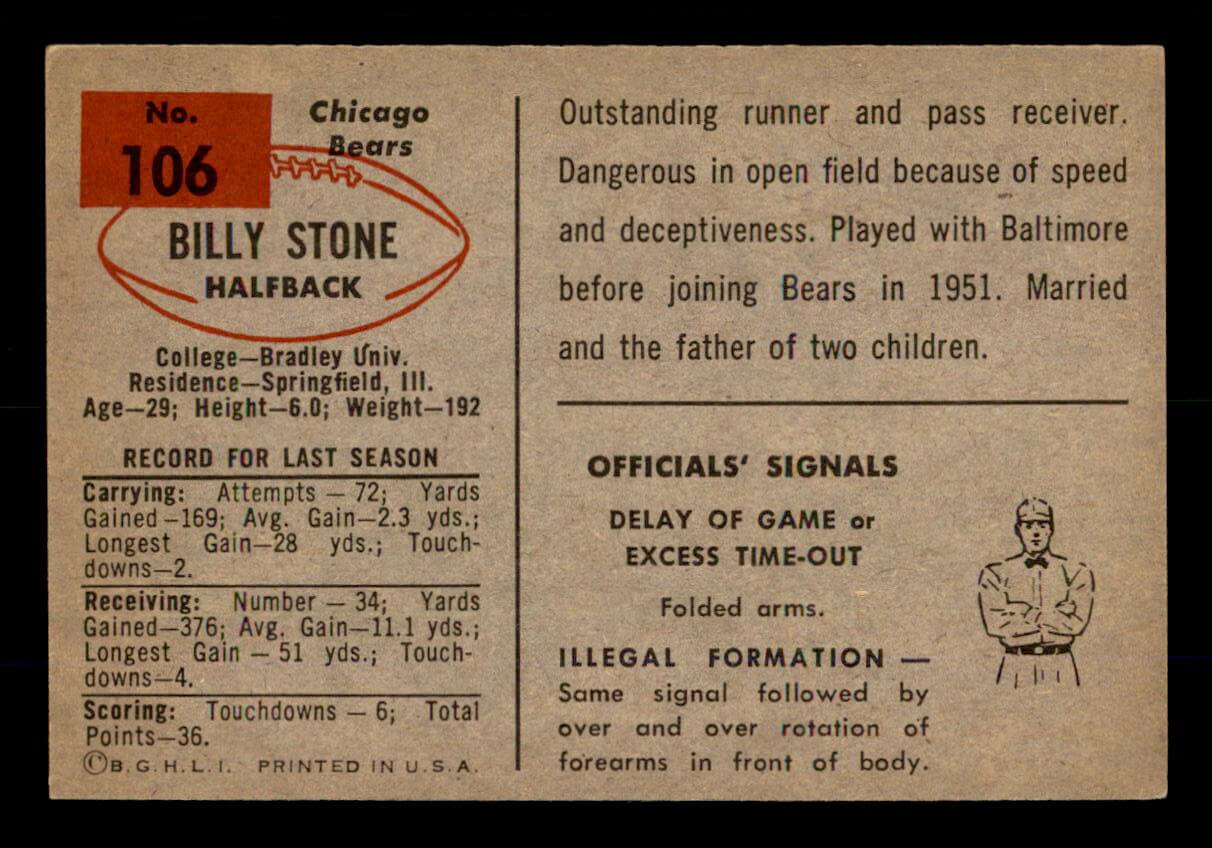 No.
106
Chicago
Bears
BILLY STONE
HALFBACK
College—Bradley Univ.
Residence—Springfield, Ill.
Age—29; Height—6.0; Weight—192
RECORD FOR LAST SEASON
Carrying: Attempts — 72; Yards
Gained—169; Avg. Gain—2.3 yds.;
Longest Gain—28 yds.; Touch-
downs—2.
Receiving: Number — 34; Yards
Gained—376; Avg. Gain—11.1 yds.;
Longest Gain — 51 yds.; Touch-
downs—4.
Scoring: Touchdowns — 6; Total
Points—36.
©B.G.H.L.I. PRINTED IN U.S.A.
Outstanding runner and pass receiver.
Dangerous in open field because of speed
and deceptiveness. Played with Baltimore
before joining Bears in 1951. Married
and the father of two children.
OFFICIALS' SIGNALS
DELAY OF GAME or
EXCESS TIME-OUT
Folded arms.
ILLEGAL FORMATION —
Same signal followed by
over and over rotation of
forearms in front of body.